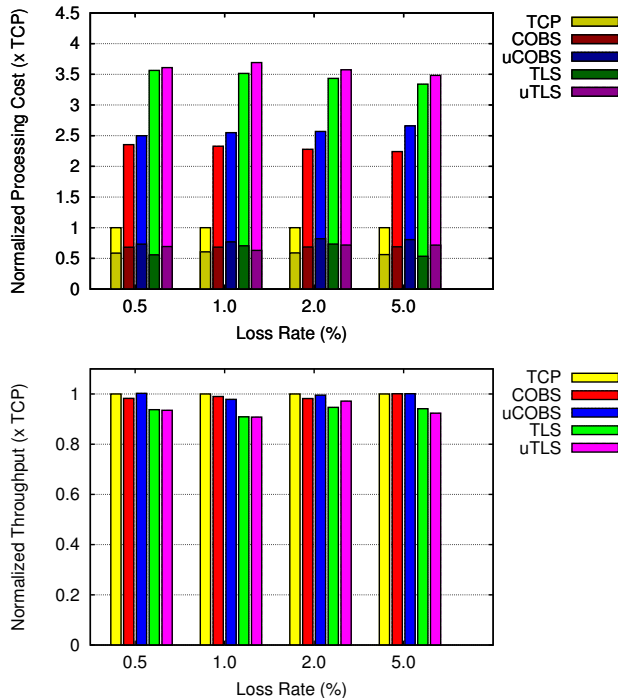 Normalized Processing Cost (x TCP)
4.5
4
3.5
3
2.5
2
1.5
1
0.5
0
0.5 1.0 2.0 5.0
Loss Rate (%)
TCP
COBS
uCOBS
TLS
uTLS
Normalized Throughput (x TCP)
1
0.8
0.6
0.4
0.2
0
0.5 1.0 2.0 5.0
Loss Rate (%)
TCP
COBS
uCOBS
TLS
uTLS